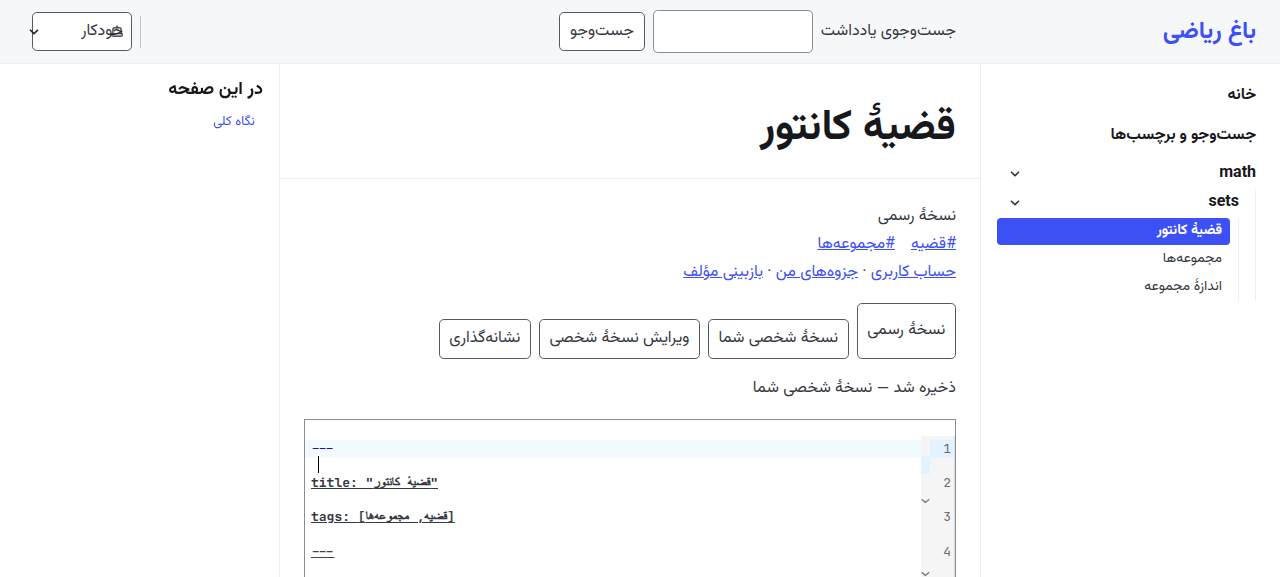 باغ ریاضی
جست‌وجوی یادداشت
جست‌وجو
خودکار
خانه
جست‌وجو و برچسب‌ها
math
sets
قضیهٔ کانتور
مجموعه‌ها
اندازهٔ مجموعه
قضیهٔ کانتور
نسخهٔ رسمی
#قضیه #مجموعه‌ها
حساب کاربری · جزوه‌های من · بازبینی مؤلف
نسخهٔ رسمی نسخهٔ شخصی شما ویرایش نسخهٔ شخصی نشانه‌گذاری
ذخیره شد — نسخهٔ شخصی شما
1 ---
2 title: "قضیهٔ کانتور"
3 tags: [قضیه, مجموعه‌ها]
4 ---
در این صفحه
نگاه کلی